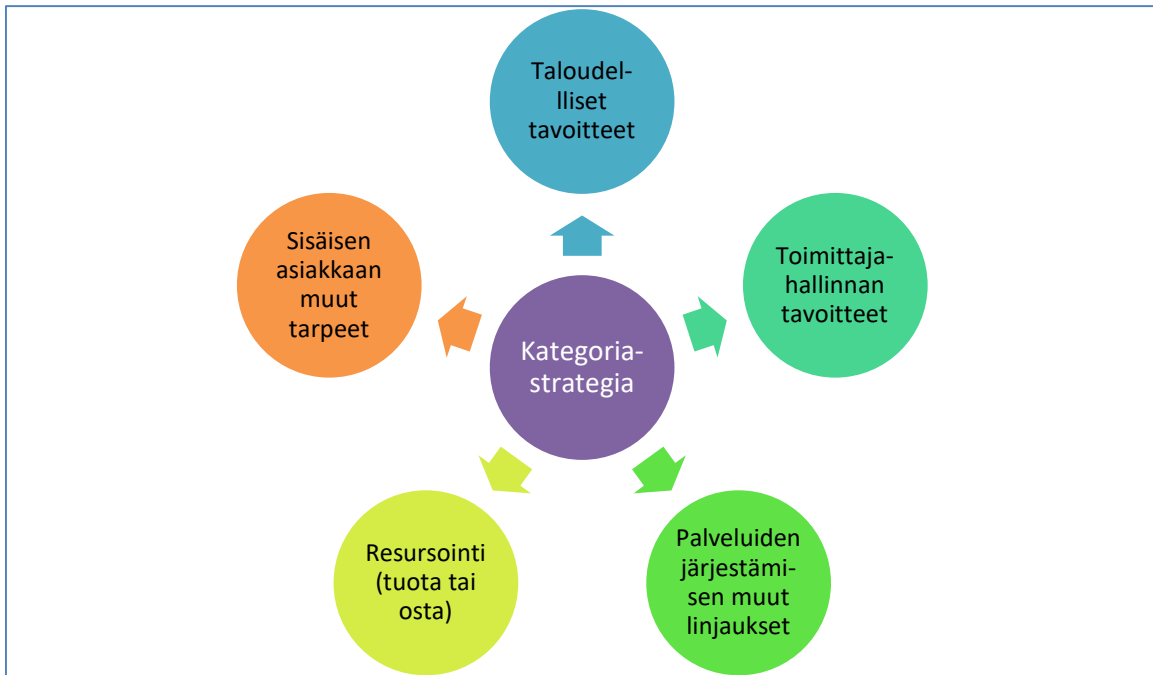 Taloudel-
lliset
tavoitteet
Sisäisen
asiakkaan
muut
tarpeet
Toimittaja-
hallinnan
tavoitteet
Kategoria-
strategia
Resursointi
(tuota tai
osta)
Palveluiden
järjestämi-
sen muut
linjaukset